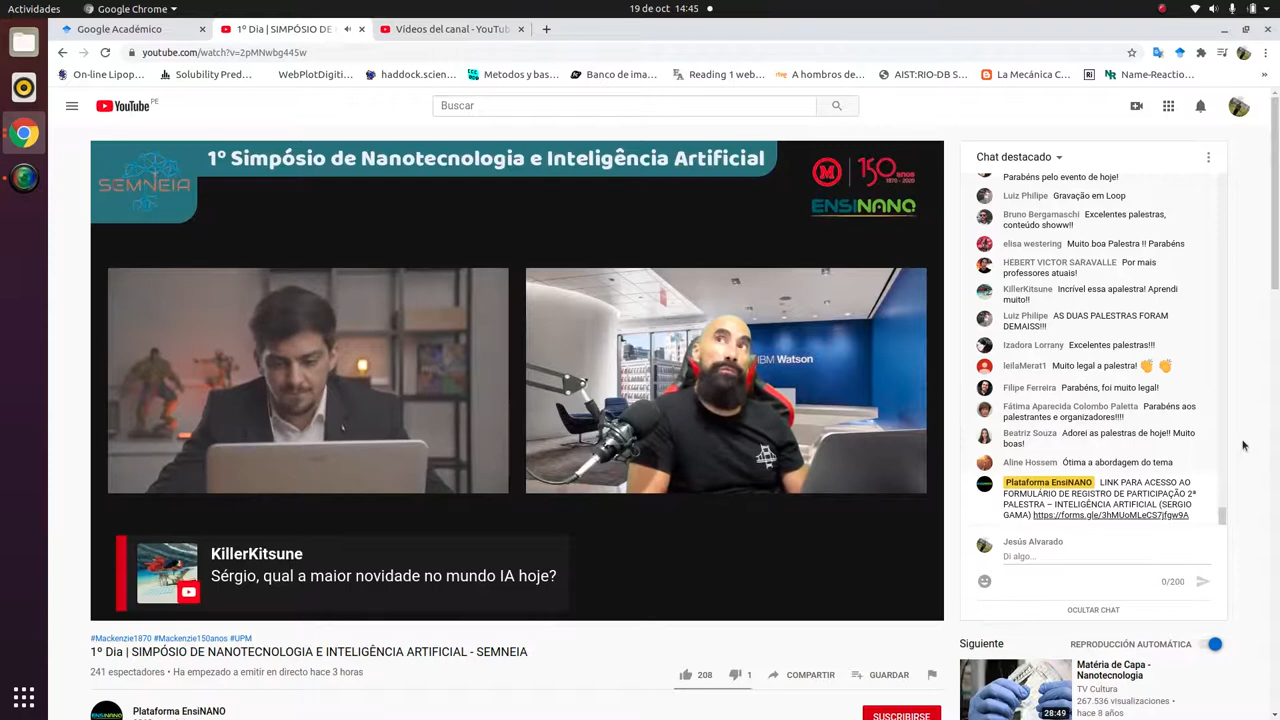 Actividades
Google Chrome
19 de oct 14:45
Google Académico
1º Dia | SIMPÓSIO DE
Vídeos del canal - YouTub
youtube.com/watch?v=2pMNwbg445w
On-line Lipop...
Solubility Pred...
WebPlotDigiti...
haddock.scien...
Metodos y bas...
Banco de imag...
Reading 1 web...
A hombros de...
AIST:RIO-DB S...
La Mecánica C...
Name-Reactio...
»
YouTube PE
Buscar
1º Simpósio de Nanotecnologia e Inteligência Artificial
SEMNEIA
M 150 anos
1870 - 2020
ENSINANO
IBM Watson
KillerKitsune
Sérgio, qual a maior novidade no mundo IA hoje?
#Mackenzie1870 #Mackenzie150anos #UPM
1º Dia | SIMPÓSIO DE NANOTECNOLOGIA E INTELIGÊNCIA ARTIFICIAL - SEMNEIA
241 espectadores • Ha empezado a emitir en directo hace 3 horas
208
1
COMPARTIR
GUARDAR
Plataforma EnsiNANO
SUSCRIBIRSE
Chat destacado
Parabéns pelo evento de hoje!
Luiz Philipe Gravação em Loop
Bruno Bergamaschi Excelentes palestras,
conteúdo showw!!
elisa westering Muito boa Palestra !! Parabéns
HEBERT VICTOR SARAVALLE Por mais
professores atuais!
KillerKitsune Incrível essa apalestra! Aprendi
muito!!
Luiz Philipe AS DUAS PALESTRAS FORAM
DEMAISS!!!
Izadora Lorrany Excelentes palestras!!!
leilaMerat1 Muito legal a palestra! 👏 👏
Filipe Ferreira Parabéns, foi muito legal!
Fátima Aparecida Colombo Paletta Parabéns aos
palestrantes e organizadores!!!!
Beatriz Souza Adorei as palestras de hoje!! Muito
boas!
Aline Hossem Ótima a abordagem do tema
Plataforma EnsiNANO LINK PARA ACESSO AO
FORMULÁRIO DE REGISTRO DE PARTICIPAÇÃO 2ª
PALESTRA – INTELIGÊNCIA ARTIFICIAL (SERGIO
GAMA) https://forms.gle/3hMUoMLeCS7jfgw9A
Jesús Alvarado
Di algo...
0/200
OCULTAR CHAT
Siguiente
REPRODUCCIÓN AUTOMÁTICA
Matéria de Capa -
Nanotecnologia
TV Cultura
267.536 visualizaciones •
hace 8 años
28:49